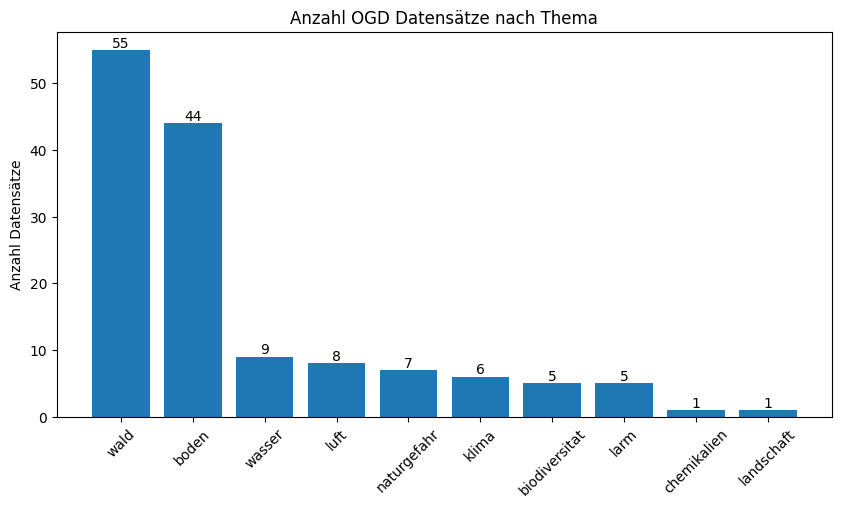 Anzahl OGD Datensätze nach Thema
Anzahl Datensätze
50
40
30
20
10
0
55
44
9
8
7
6
5
5
1
1
wald
boden
wasser
luft
naturgefahr
klima
biodiversitat
larm
chemikalien
landschaft